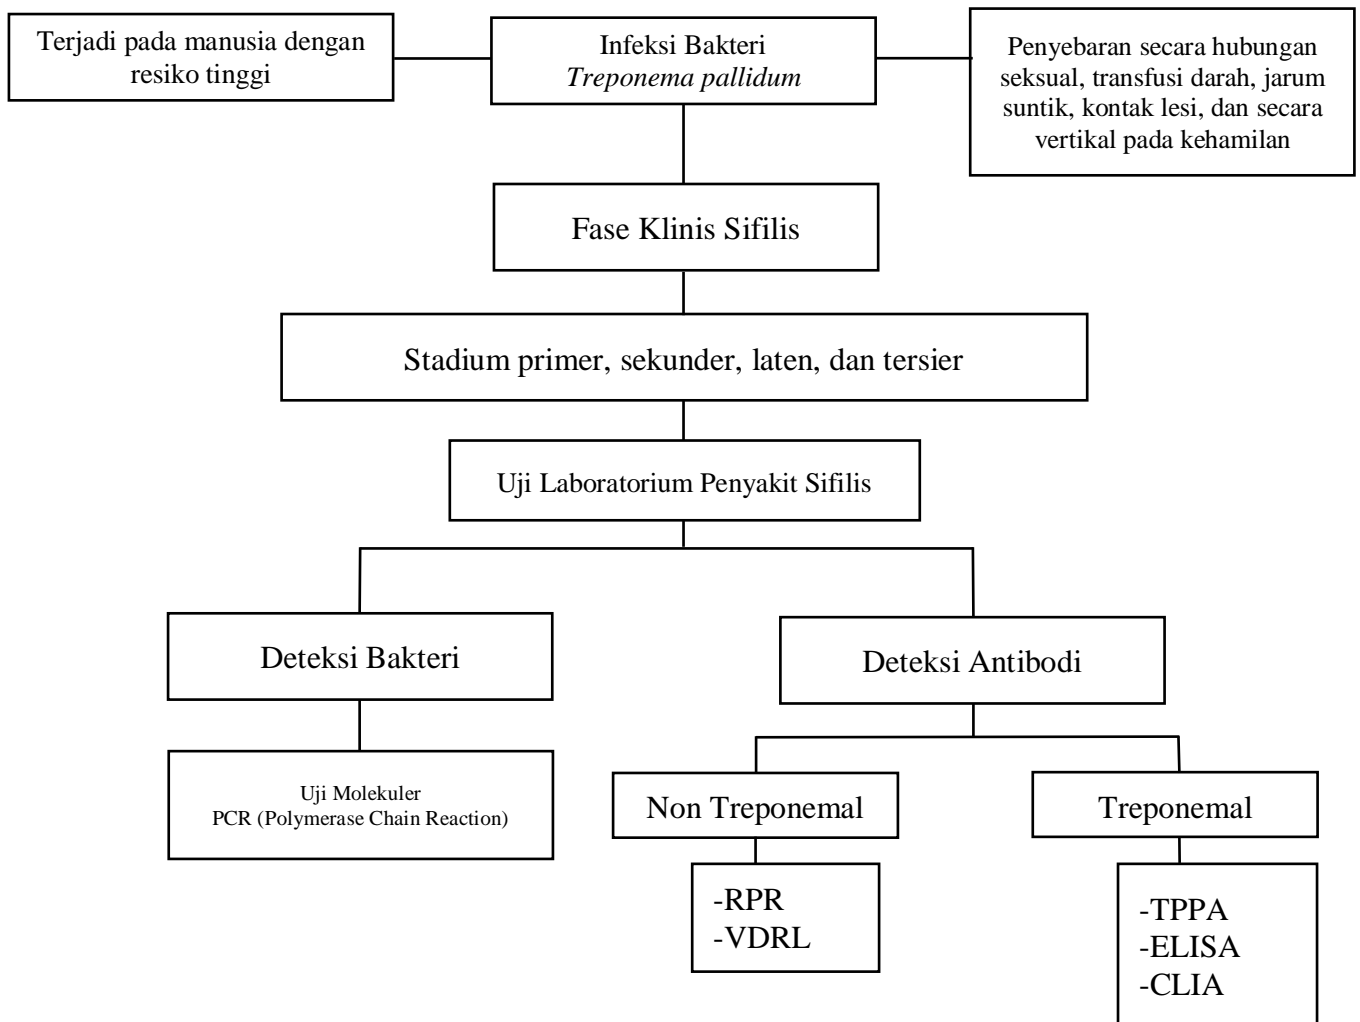 Terjadi pada manusia dengan
resiko tinggi
Infeksi Bakteri
Treponema pallidum
Penyebaran secara hubungan
seksual, transfusi darah, jarum
suntik, kontak lesi, dan secara
vertikal pada kehamilan
Fase Klinis Sifilis
Stadium primer, sekunder, laten, dan tersier
Uji Laboratorium Penyakit Sifilis
Deteksi Bakteri
Deteksi Antibodi
Uji Molekuler
PCR (Polymerase Chain Reaction)
Non Treponemal
Treponemal
-RPR
-VDRL
-TPPA
-ELISA
-CLIA